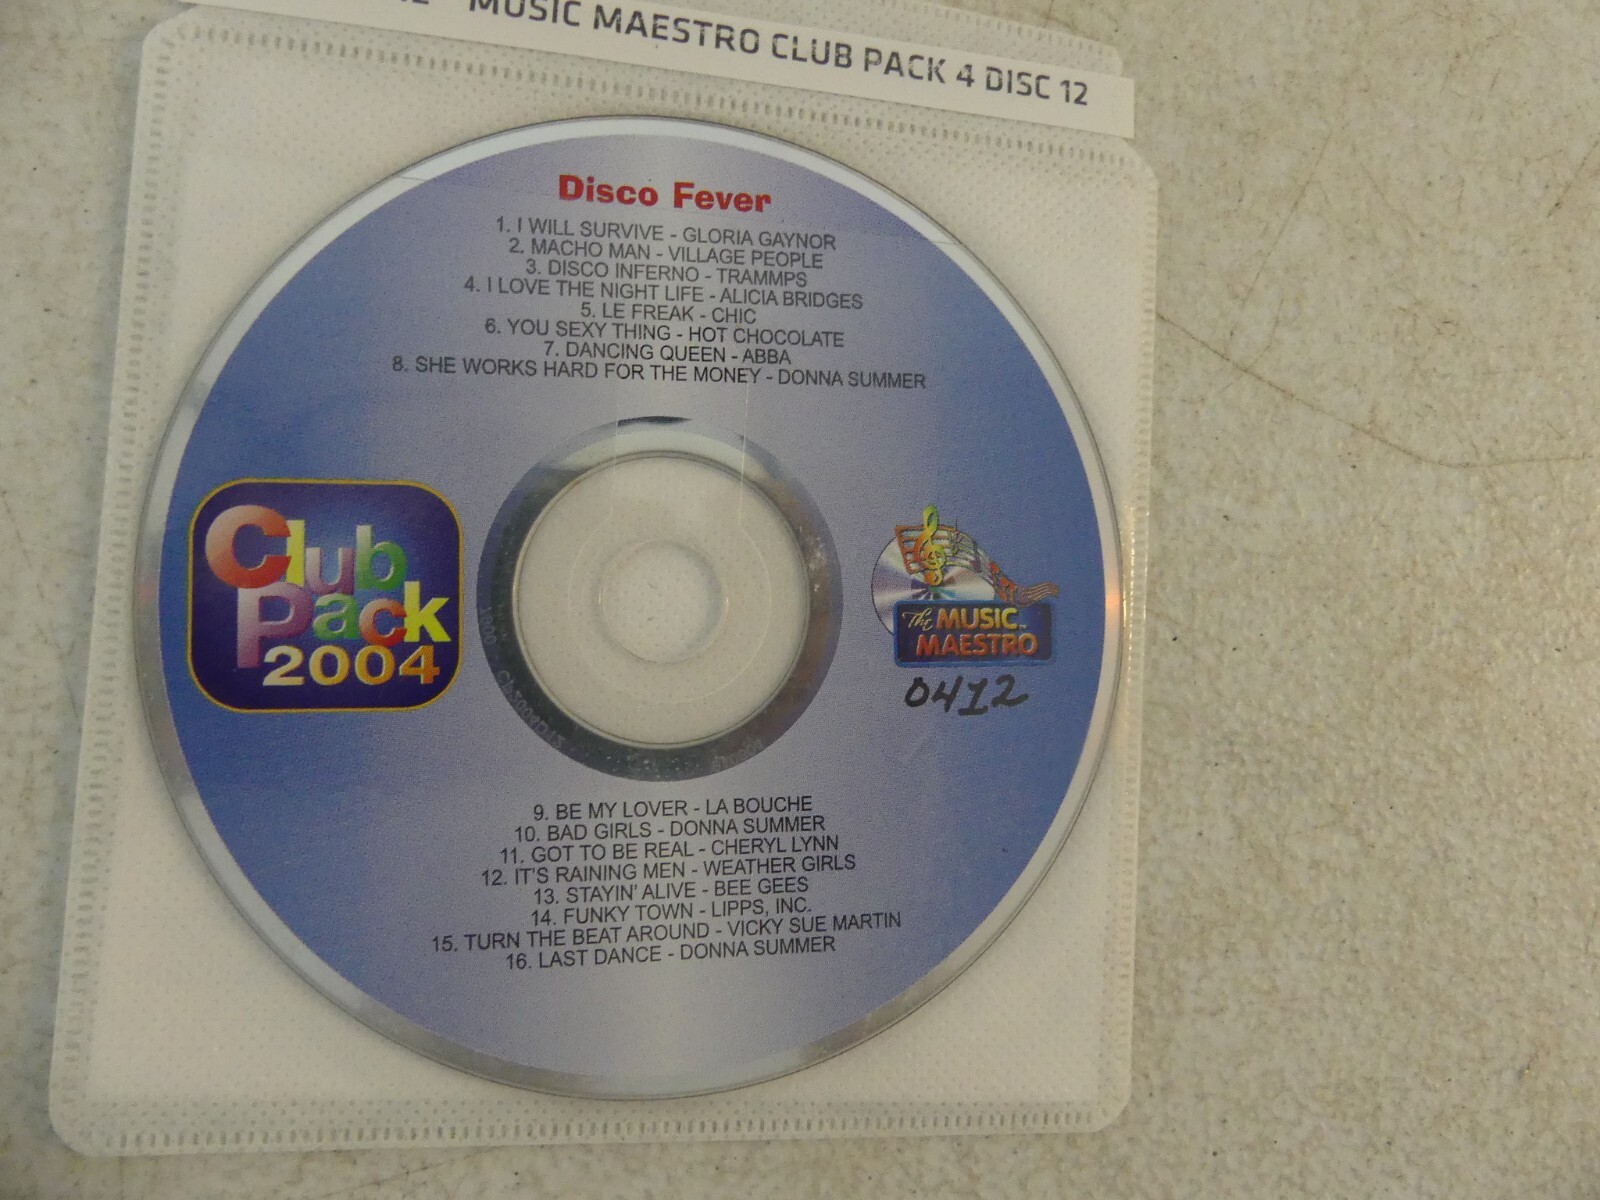 MUSIC MAESTRO CLUB PACK 4 DISC 12
Disco Fever
1. I WILL SURVIVE - GLORIA GAYNOR
2. MACHO MAN - VILLAGE PEOPLE
3. DISCO INFERNO - TRAMMPS
4. I LOVE THE NIGHT LIFE - ALICIA BRIDGES
5. LE FREAK - CHIC
6. YOU SEXY THING - HOT CHOCOLATE
7. DANCING QUEEN - ABBA
8. SHE WORKS HARD FOR THE MONEY - DONNA SUMMER
Club
Pack
2004
The MUSIC
MAESTRO
0412
9. BE MY LOVER - LA BOUCHE
10. BAD GIRLS - DONNA SUMMER
11. GOT TO BE REAL - CHERYL LYNN
12. IT'S RAINING MEN - WEATHER GIRLS
13. STAYIN' ALIVE - BEE GEES
14. FUNKY TOWN - LIPPS, INC.
15. TURN THE BEAT AROUND - VICKY SUE MARTIN
16. LAST DANCE - DONNA SUMMER